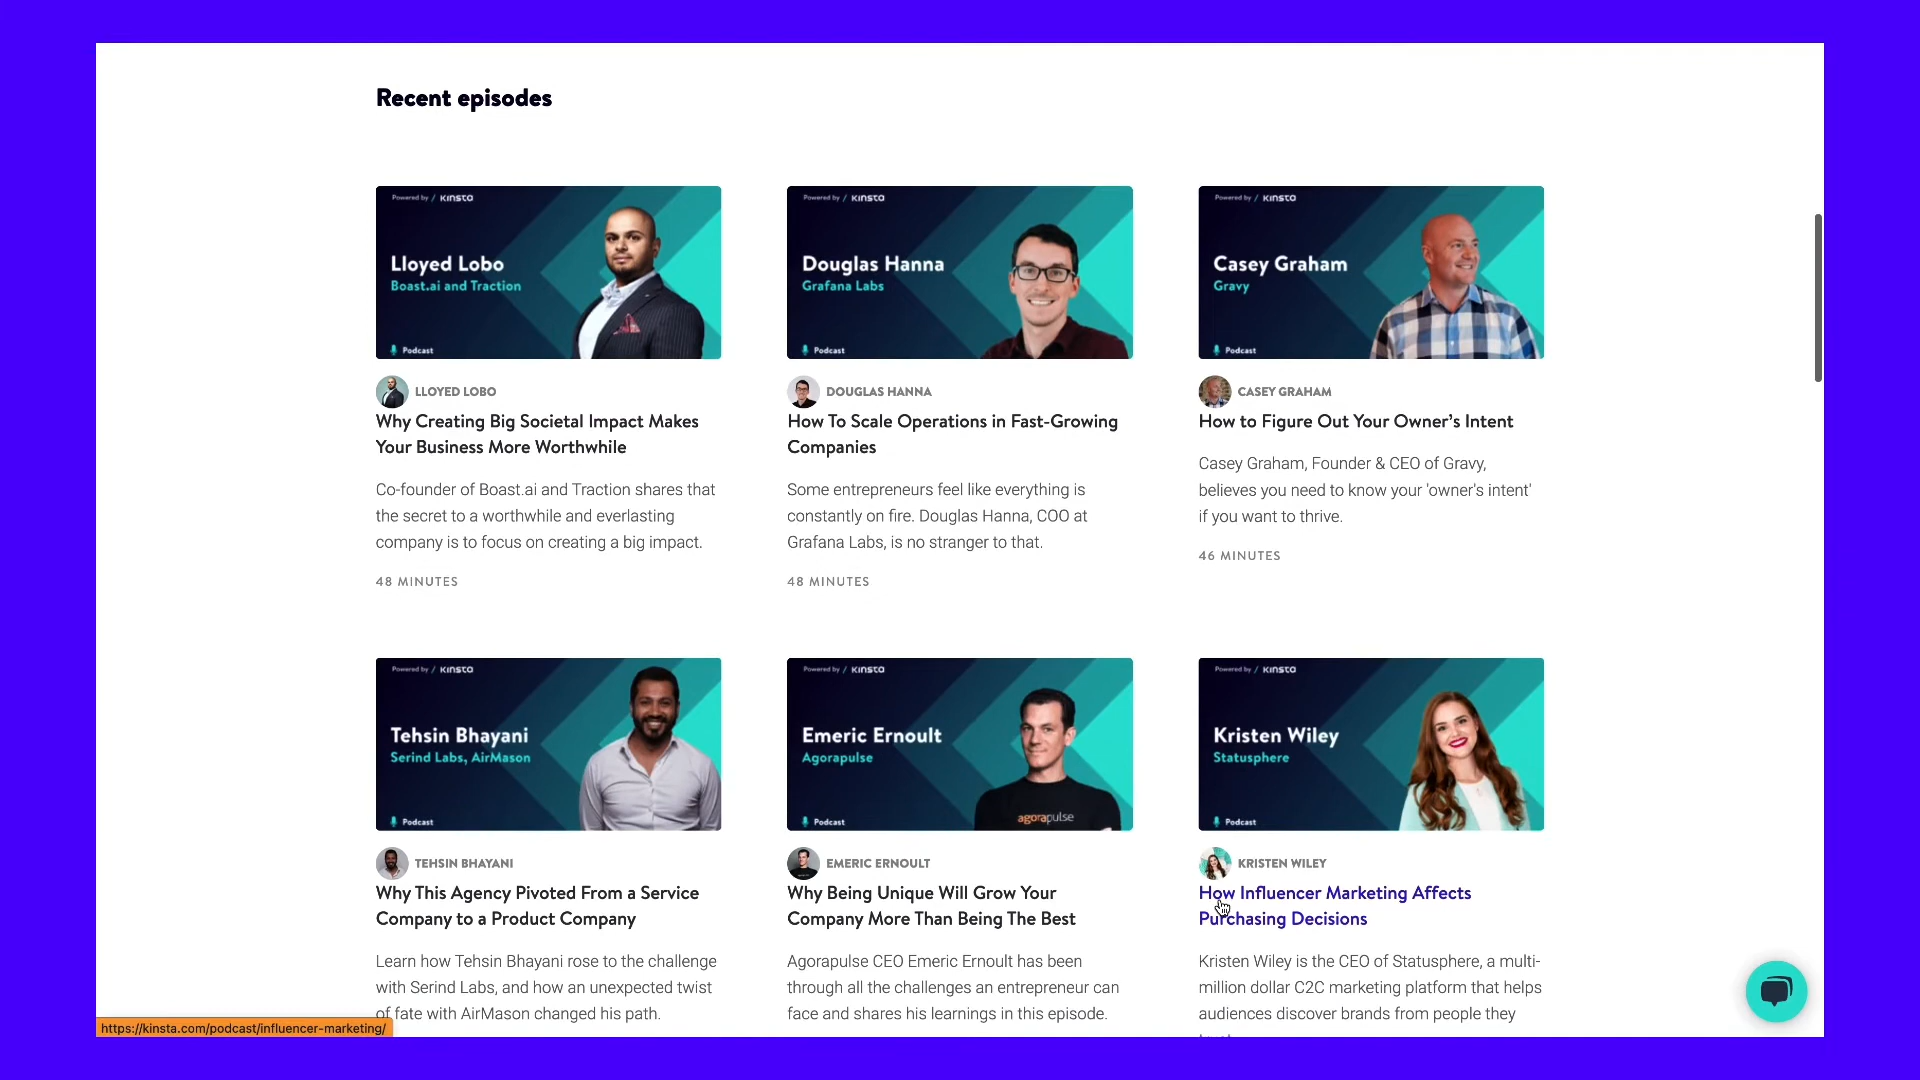 Recent episodes
Powered by / KINSTA
Lloyed Lobo
Boast.ai and Traction
Podcast
Powered by / KINSTA
Douglas Hanna
Grafana Labs
Podcast
Powered by / KINSTA
Casey Graham
Gravy
Podcast
LLOYED LOBO
Why Creating Big Societal Impact Makes
Your Business More Worthwhile
Co-founder of Boast.ai and Traction shares that
the secret to a worthwhile and everlasting
company is to focus on creating a big impact.
48 MINUTES
DOUGLAS HANNA
How To Scale Operations in Fast-Growing
Companies
Some entrepreneurs feel like everything is
constantly on fire. Douglas Hanna, COO at
Grafana Labs, is no stranger to that.
48 MINUTES
CASEY GRAHAM
How to Figure Out Your Owner’s Intent
Casey Graham, Founder & CEO of Gravy,
believes you need to know your 'owner's intent'
if you want to thrive.
46 MINUTES
Powered by / KINSTA
Tehsin Bhayani
Serind Labs, AirMason
Podcast
Powered by / KINSTA
Emeric Ernoult
Agorapulse
agorapulse
Podcast
Powered by / KINSTA
Kristen Wiley
Statusphere
Podcast
TEHSIN BHAYANI
Why This Agency Pivoted From a Service
Company to a Product Company
Learn how Tehsin Bhayani rose to the challenge
with Serind Labs, and how an unexpected twist
of fate with AirMason changed his path.
EMERIC ERNOULT
Why Being Unique Will Grow Your
Company More Than Being The Best
Agorapulse CEO Emeric Ernoult has been
through all the challenges an entrepreneur can
face and shares his learnings in this episode.
KRISTEN WILEY
How Influencer Marketing Affects
Purchasing Decisions
Kristen Wiley is the CEO of Statusphere, a multi-
million dollar C2C marketing platform that helps
audiences discover brands from people they
https://kinsta.com/podcast/influencer-marketing/